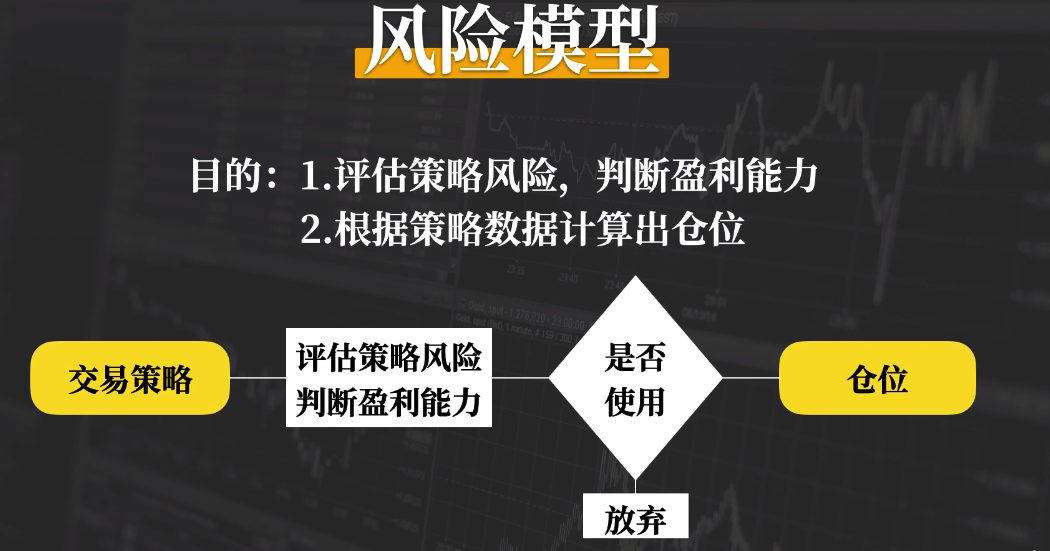 风险模型
目的：1.评估策略风险，判断盈利能力
2.根据策略数据计算出仓位
交易策略
评估策略风险
判断盈利能力
是否
使用
仓位
放弃